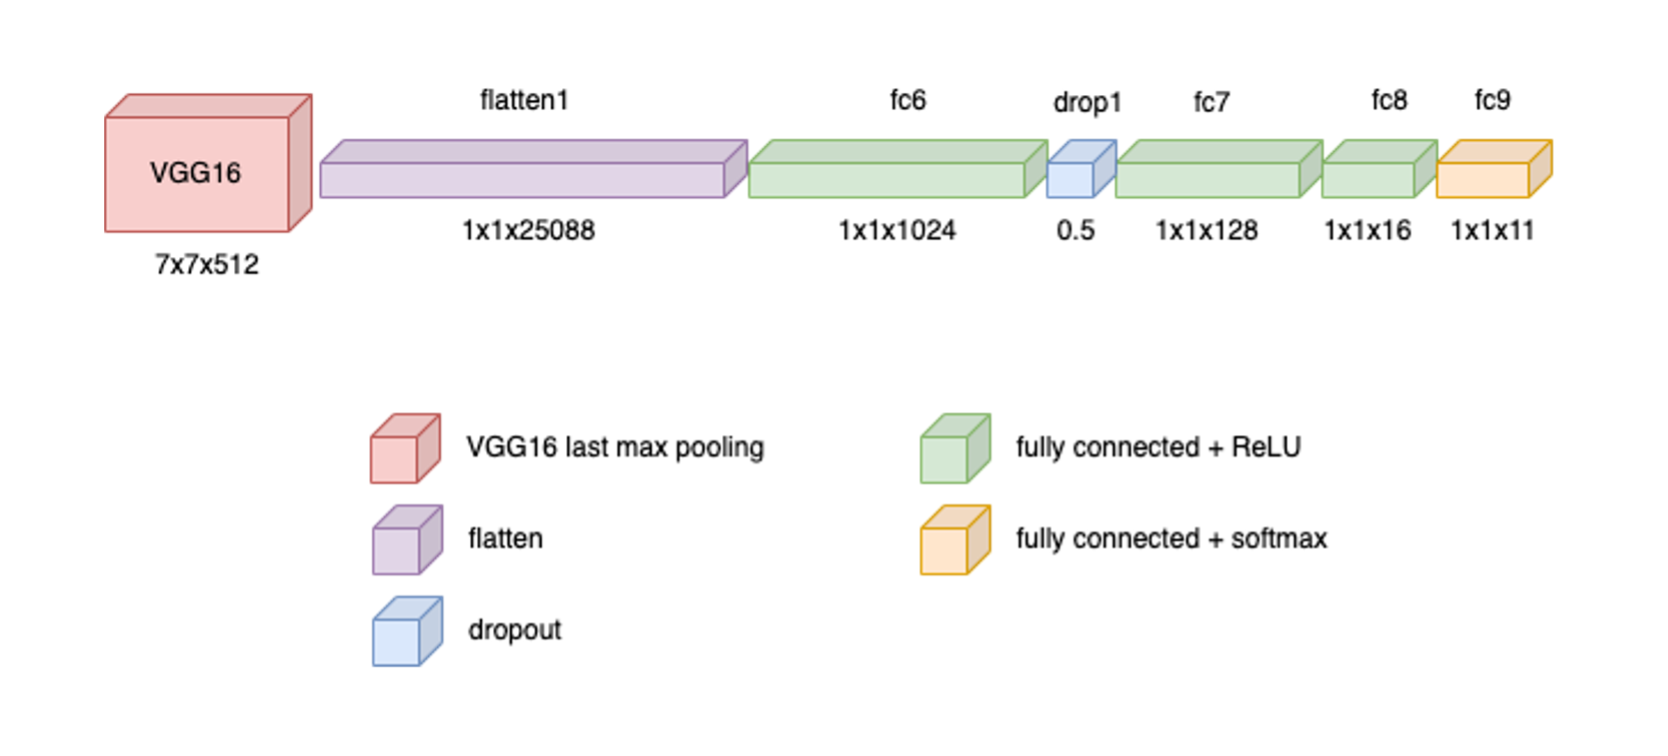 flatten1
fc6
drop1
fc7
fc8
fc9
VGG16
1x1x25088
1x1x1024
0.5
1x1x128
1x1x16
1x1x11
7x7x512
VGG16 last max pooling
fully connected + ReLU
flatten
fully connected + softmax
dropout